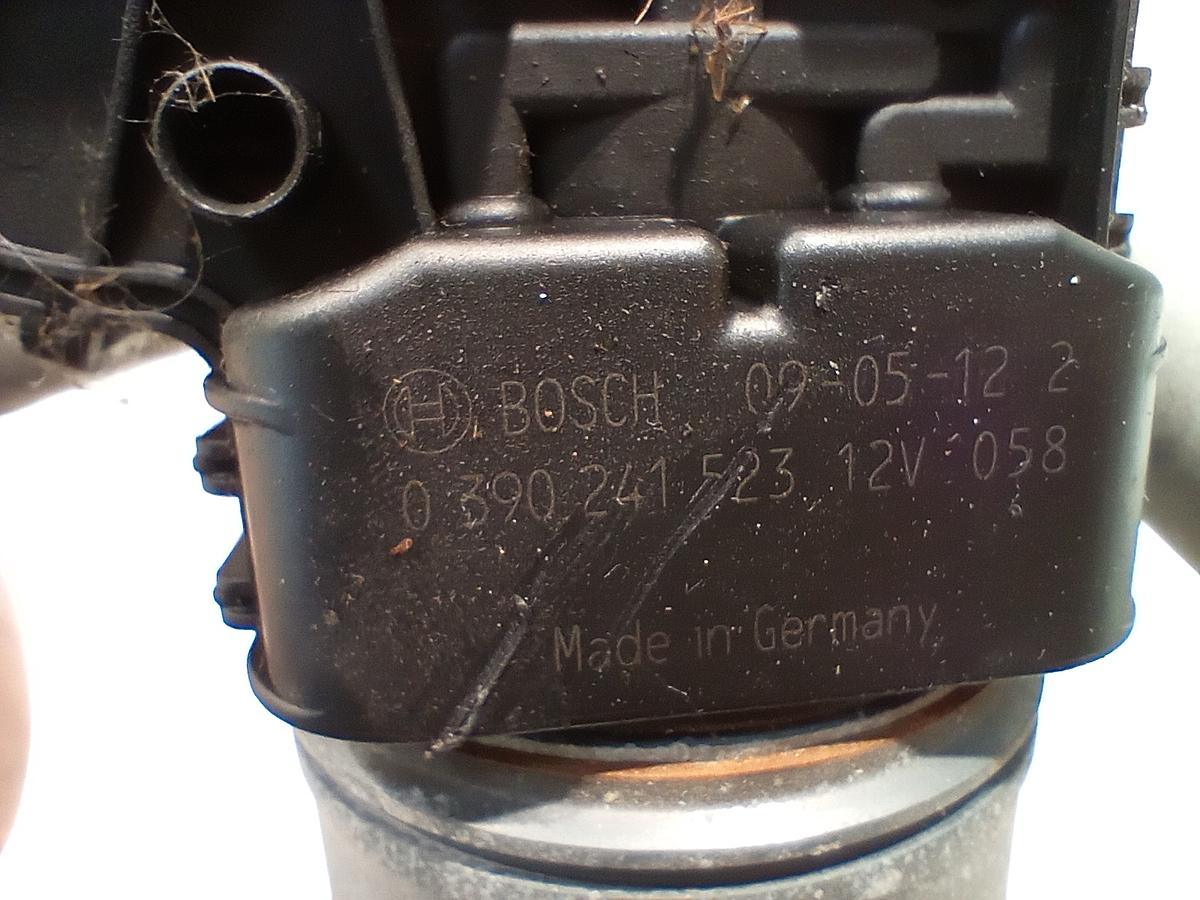 BOSCH 09-05-12 2
0 390 241 523 12V 058
Made in Germany